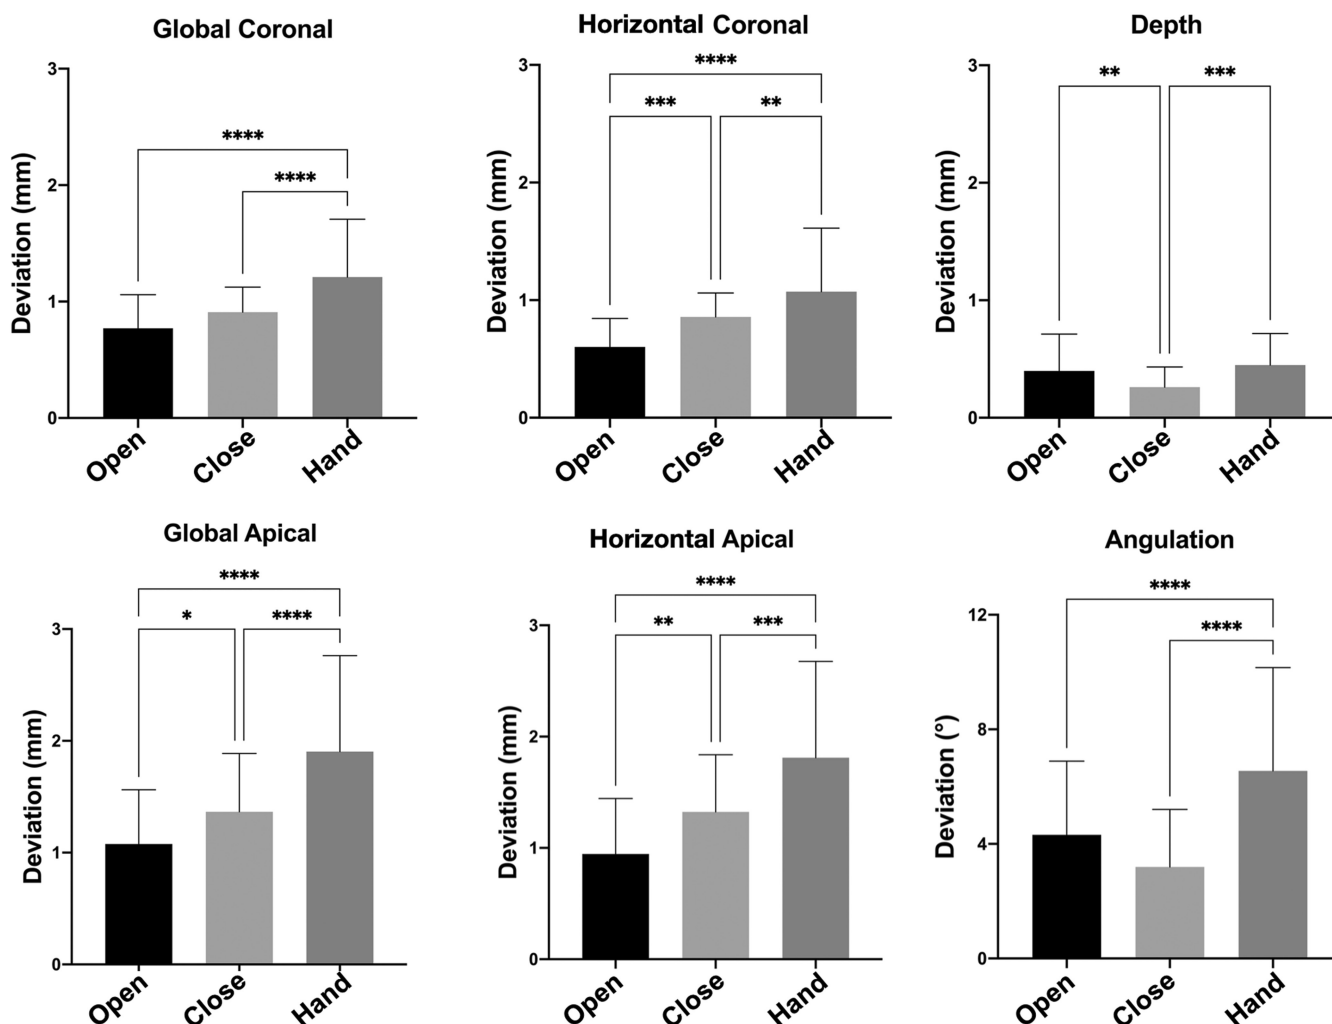 Global Coronal
Deviation (mm)
3
2
1
0
****
****
Open
Close
Hand
Horizontal Coronal
Deviation (mm)
3
2
1
0
****
***
**
Open
Close
Hand
Depth
Deviation (mm)
3
2
1
0
**
***
Open
Close
Hand
Global Apical
Deviation (mm)
3
2
1
0
****
*
****
Open
Close
Hand
Horizontal Apical
Deviation (mm)
3
2
1
0
****
**
***
Open
Close
Hand
Angulation
Deviation (°)
12
8
4
0
****
****
Open
Close
Hand